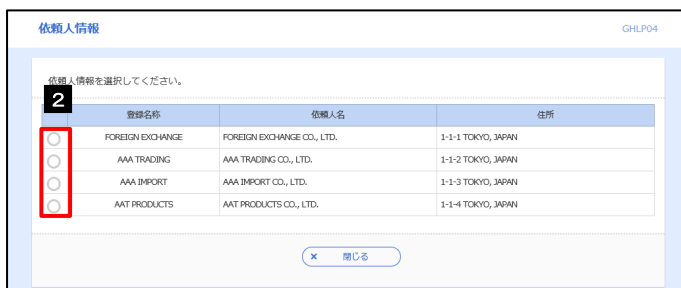 依頼人情報 GHLP04
依頼人情報を選択してください。
2
登録名称 依頼人名 住所
FOREIGN EXCHANGE FOREIGN EXCHANGE CO., LTD. 1-1-1 TOKYO, JAPAN
AAA TRADING AAA TRADING CO., LTD. 1-1-2 TOKYO, JAPAN
AAA IMPORT AAA IMPORT CO., LTD. 1-1-3 TOKYO, JAPAN
AAT PRODUCTS AAT PRODUCTS CO., LTD. 1-1-4 TOKYO, JAPAN
× 閉じる